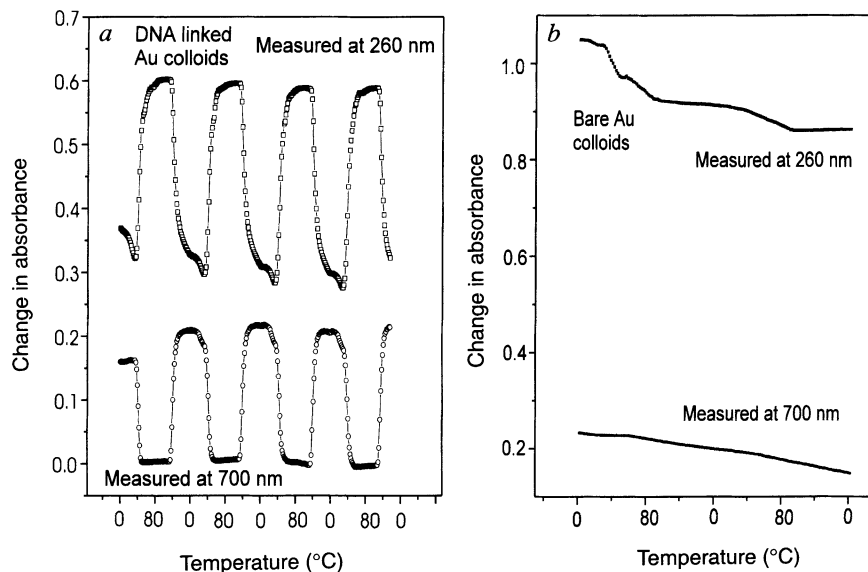 a
DNA linked
Au colloids
Measured at 260 nm
Change in absorbance
0.7
0.6
0.5
0.4
0.3
0.2
0.1
0.0
Measured at 700 nm
0 80 0 80 0 80 0 80 0
Temperature (°C)
b
Change in absorbance
1.0
0.8
0.6
0.4
0.2
Bare Au
colloids
Measured at 260 nm
Measured at 700 nm
0 80 0 80 0
Temperature (°C)